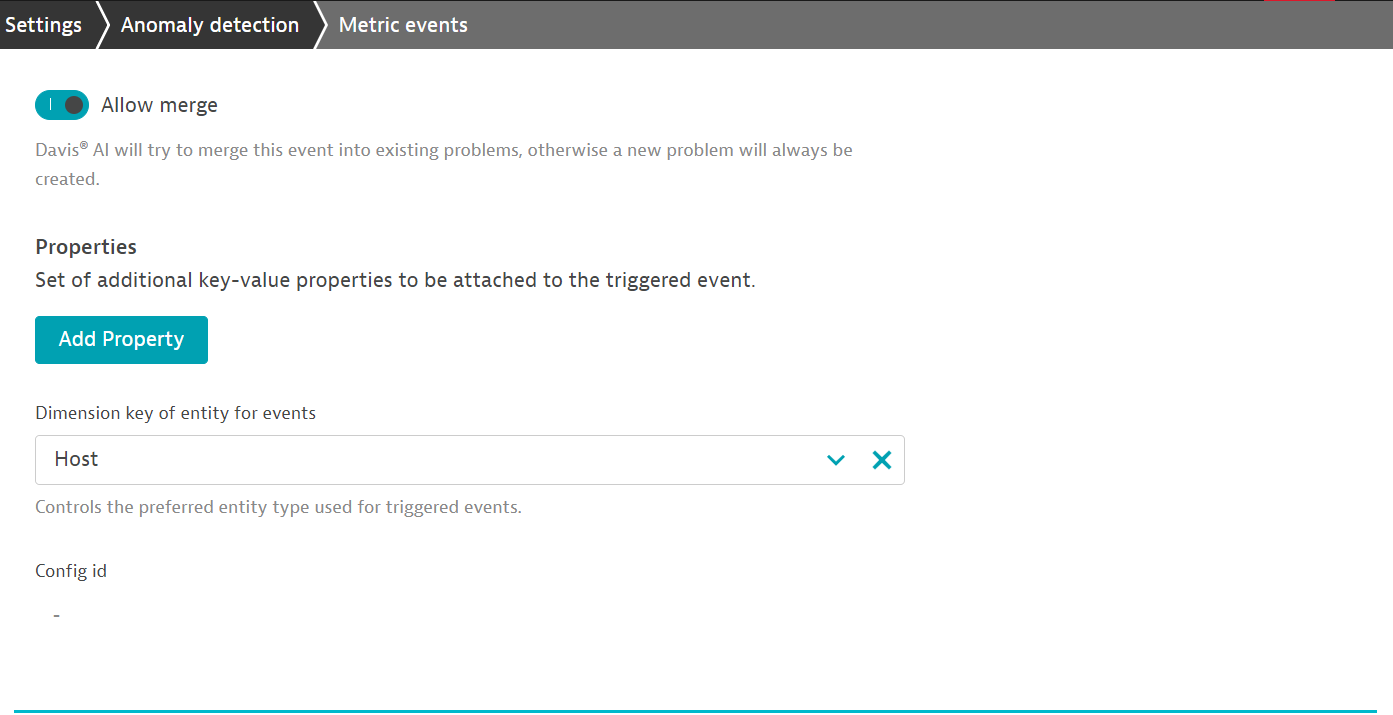 Settings Anomaly detection Metric events
Allow merge
Davis® AI will try to merge this event into existing problems, otherwise a new problem will always be
created.
Properties
Set of additional key-value properties to be attached to the triggered event.
Add Property
Dimension key of entity for events
Host
Controls the preferred entity type used for triggered events.
Config id
-